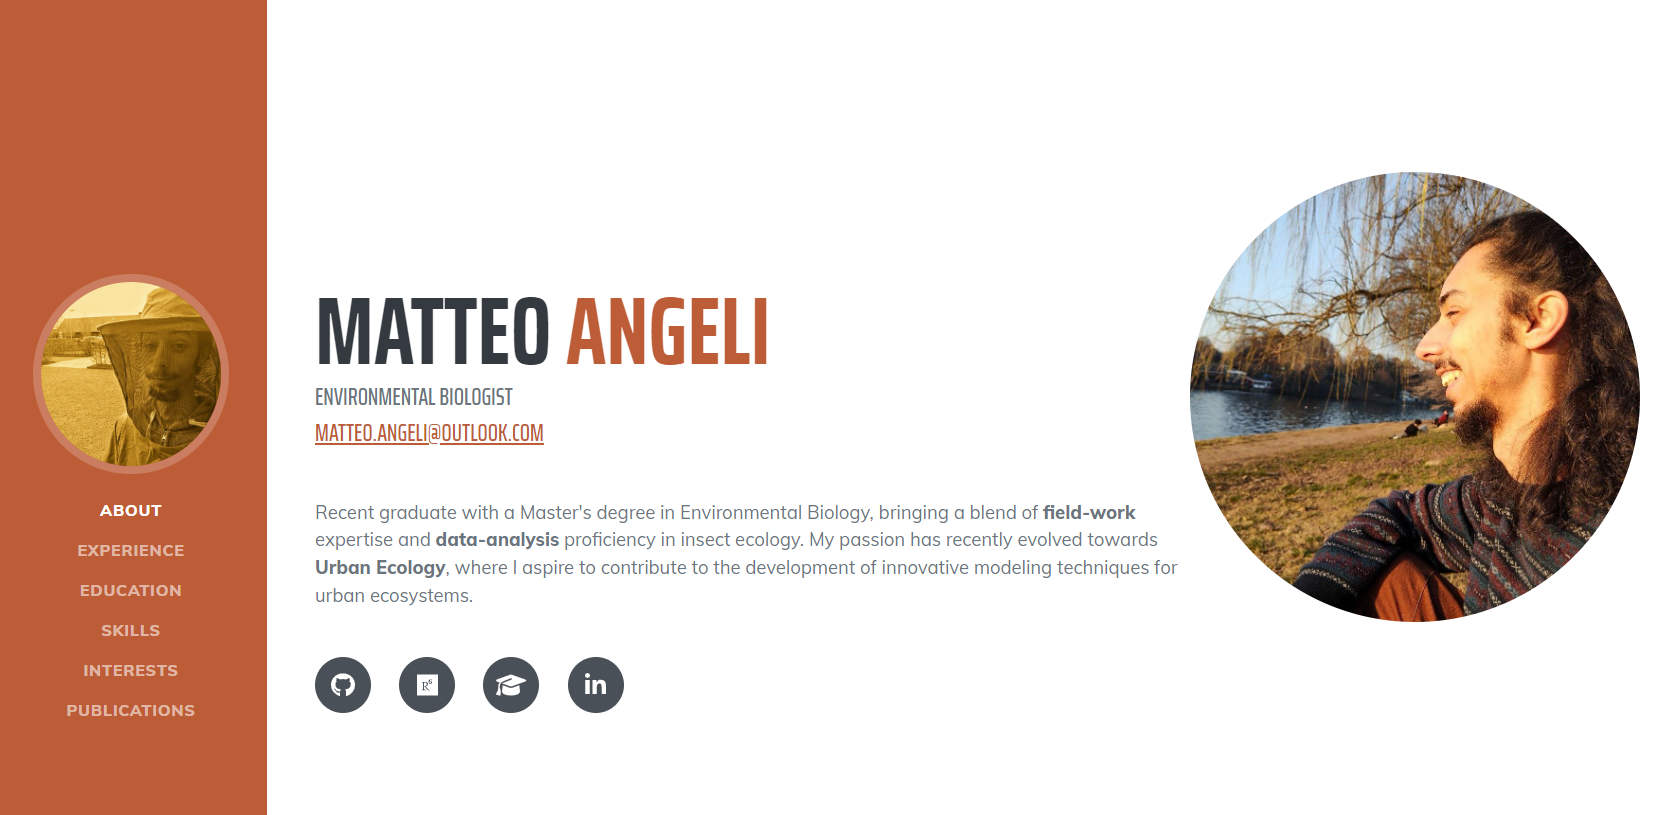 ABOUT
EXPERIENCE
EDUCATION
SKILLS
INTERESTS
PUBLICATIONS
MATTEO ANGELI
ENVIRONMENTAL BIOLOGIST
MATTEO.ANGELI@OUTLOOK.COM
Recent graduate with a Master's degree in Environmental Biology, bringing a blend of field-work
expertise and data-analysis proficiency in insect ecology. My passion has recently evolved towards
Urban Ecology, where I aspire to contribute to the development of innovative modeling techniques for
urban ecosystems.
R⁶
in